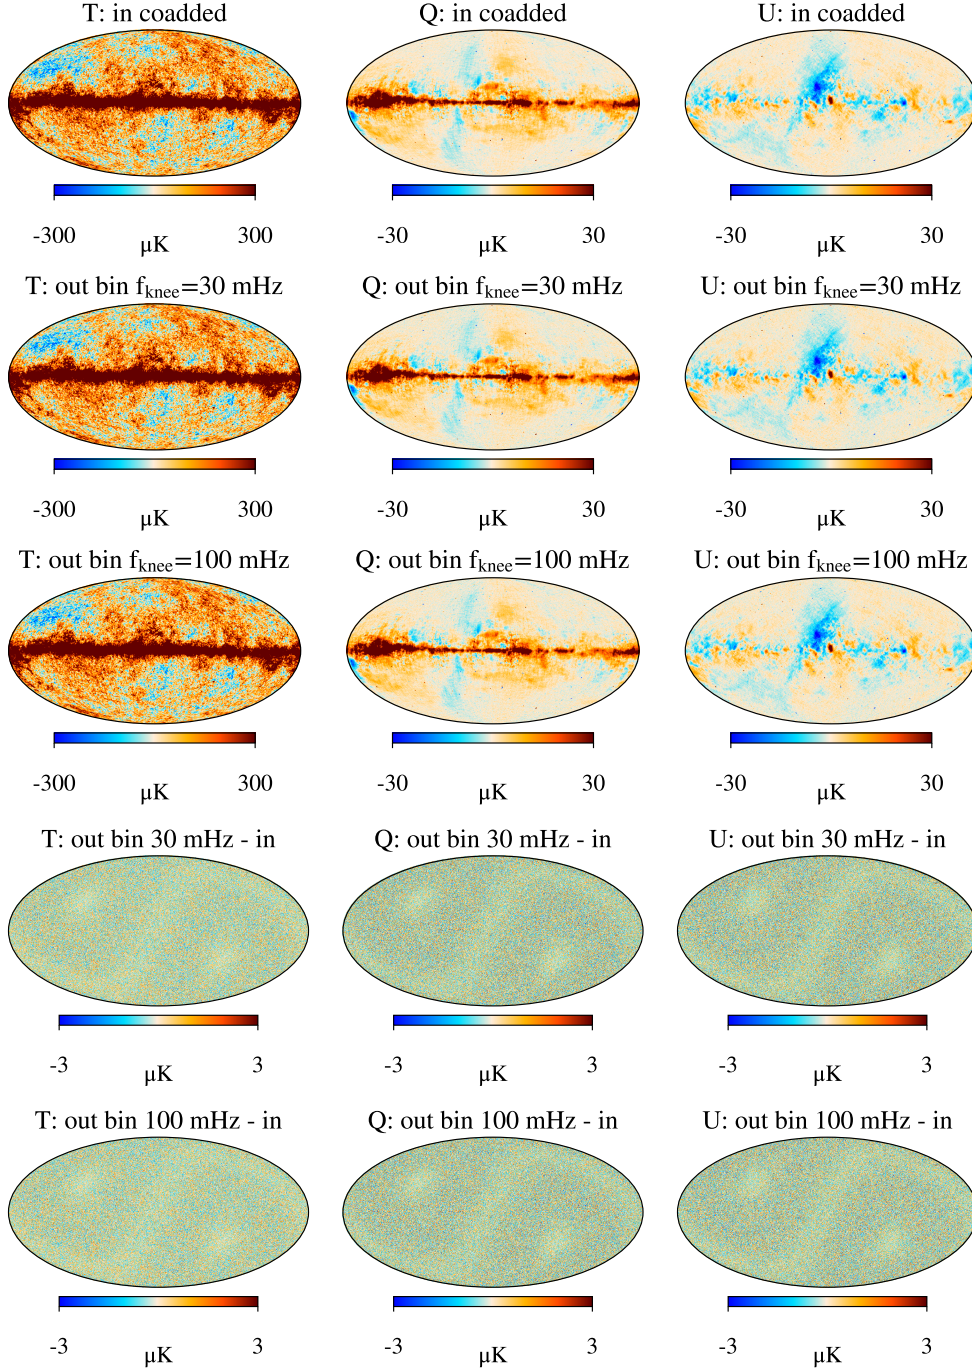 T: in coadded Q: in coadded U: in coadded
-300 300 -30 30 -30 30
µK µK µK
T: out bin fknee=30 mHz Q: out bin fknee=30 mHz U: out bin fknee=30 mHz
-300 300 -30 30 -30 30
µK µK µK
T: out bin fknee=100 mHz Q: out bin fknee=100 mHz U: out bin fknee=100 mHz
-300 300 -30 30 -30 30
µK µK µK
T: out bin 30 mHz - in Q: out bin 30 mHz - in U: out bin 30 mHz - in
-3 3 -3 3 -3 3
µK µK µK
T: out bin 100 mHz - in Q: out bin 100 mHz - in U: out bin 100 mHz - in
-3 3 -3 3 -3 3
µK µK µK